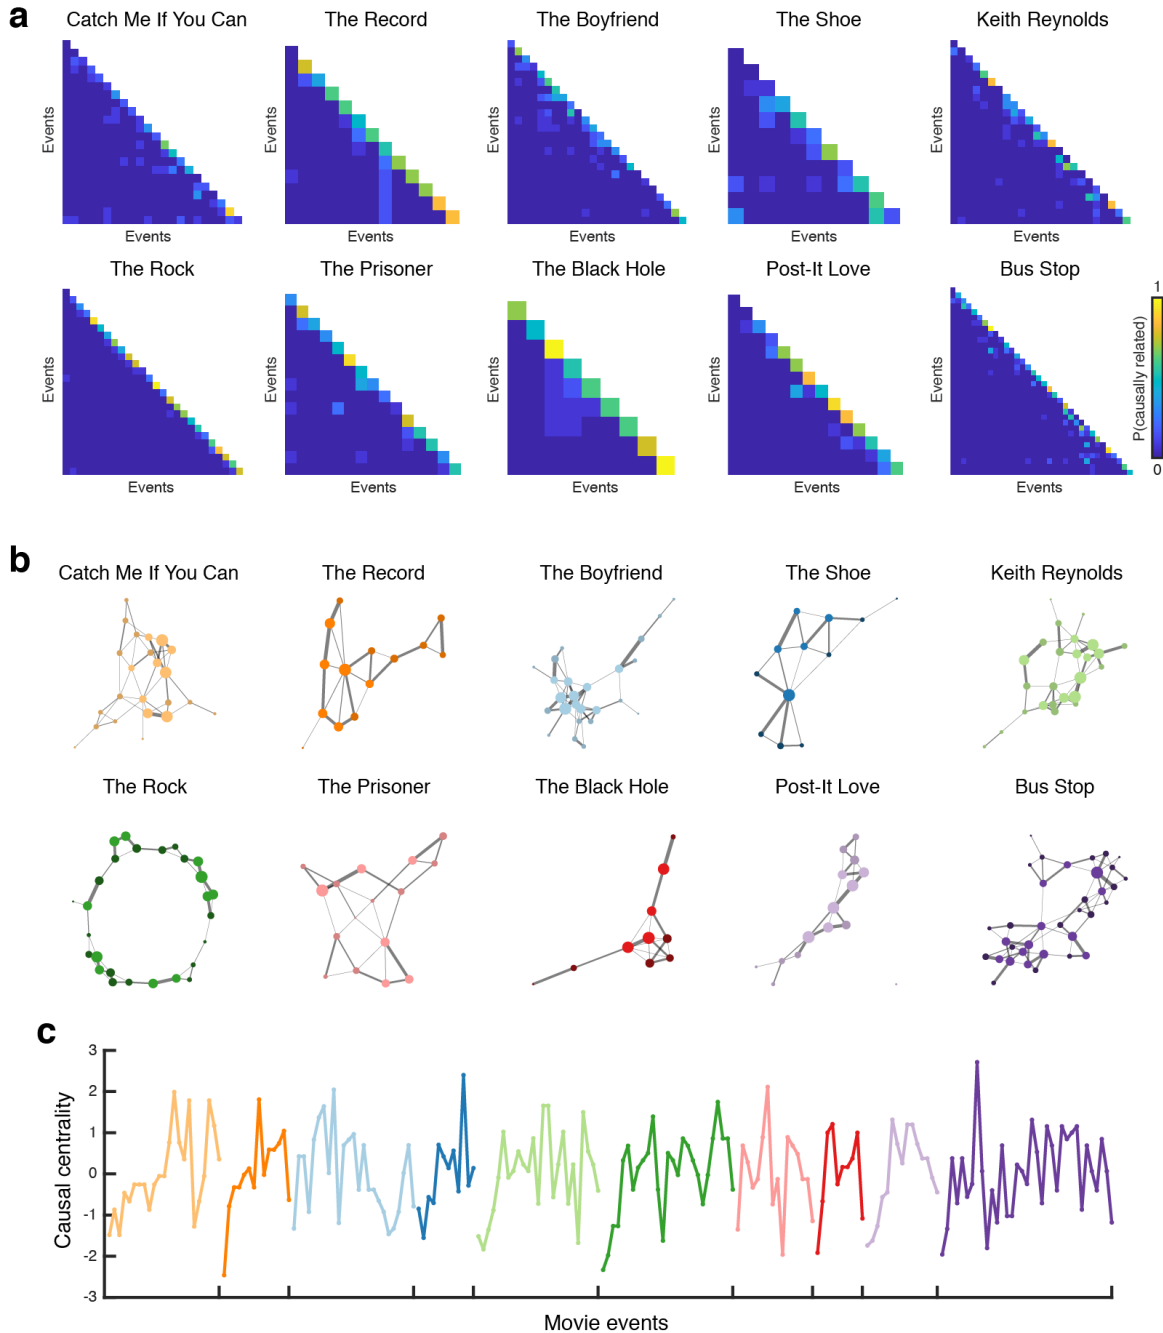 a
Catch Me If You Can
The Record
The Boyfriend
The Shoe
Keith Reynolds
Events
Events
Events
Events
Events
Events
Events
Events
Events
Events
The Rock
The Prisoner
The Black Hole
Post-It Love
Bus Stop
Events
Events
Events
Events
Events
1
P(causally related)
0
Events
Events
Events
Events
Events
b
Catch Me If You Can
The Record
The Boyfriend
The Shoe
Keith Reynolds
The Rock
The Prisoner
The Black Hole
Post-It Love
Bus Stop
c
3
2
1
0
-1
-2
-3
Causal centrality
Movie events